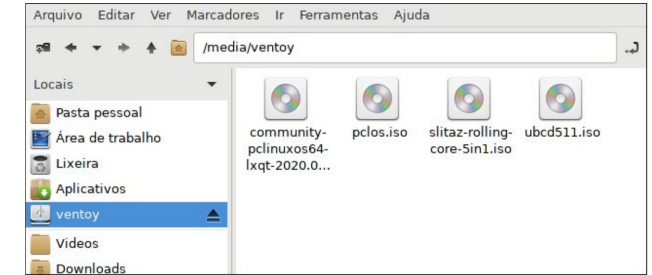 Arquivo Editar Ver Marcadores Ir Ferramentas Ajuda
/media/ventoy
Locais
Pasta pessoal
Área de trabalho
Lixeira
Aplicativos
ventoy
Videos
Downloads
community-
pclinuxos64-
lxqt-2020.0...
pclos.iso
slitaz-rolling-
core-5in1.iso
ubcd511.iso